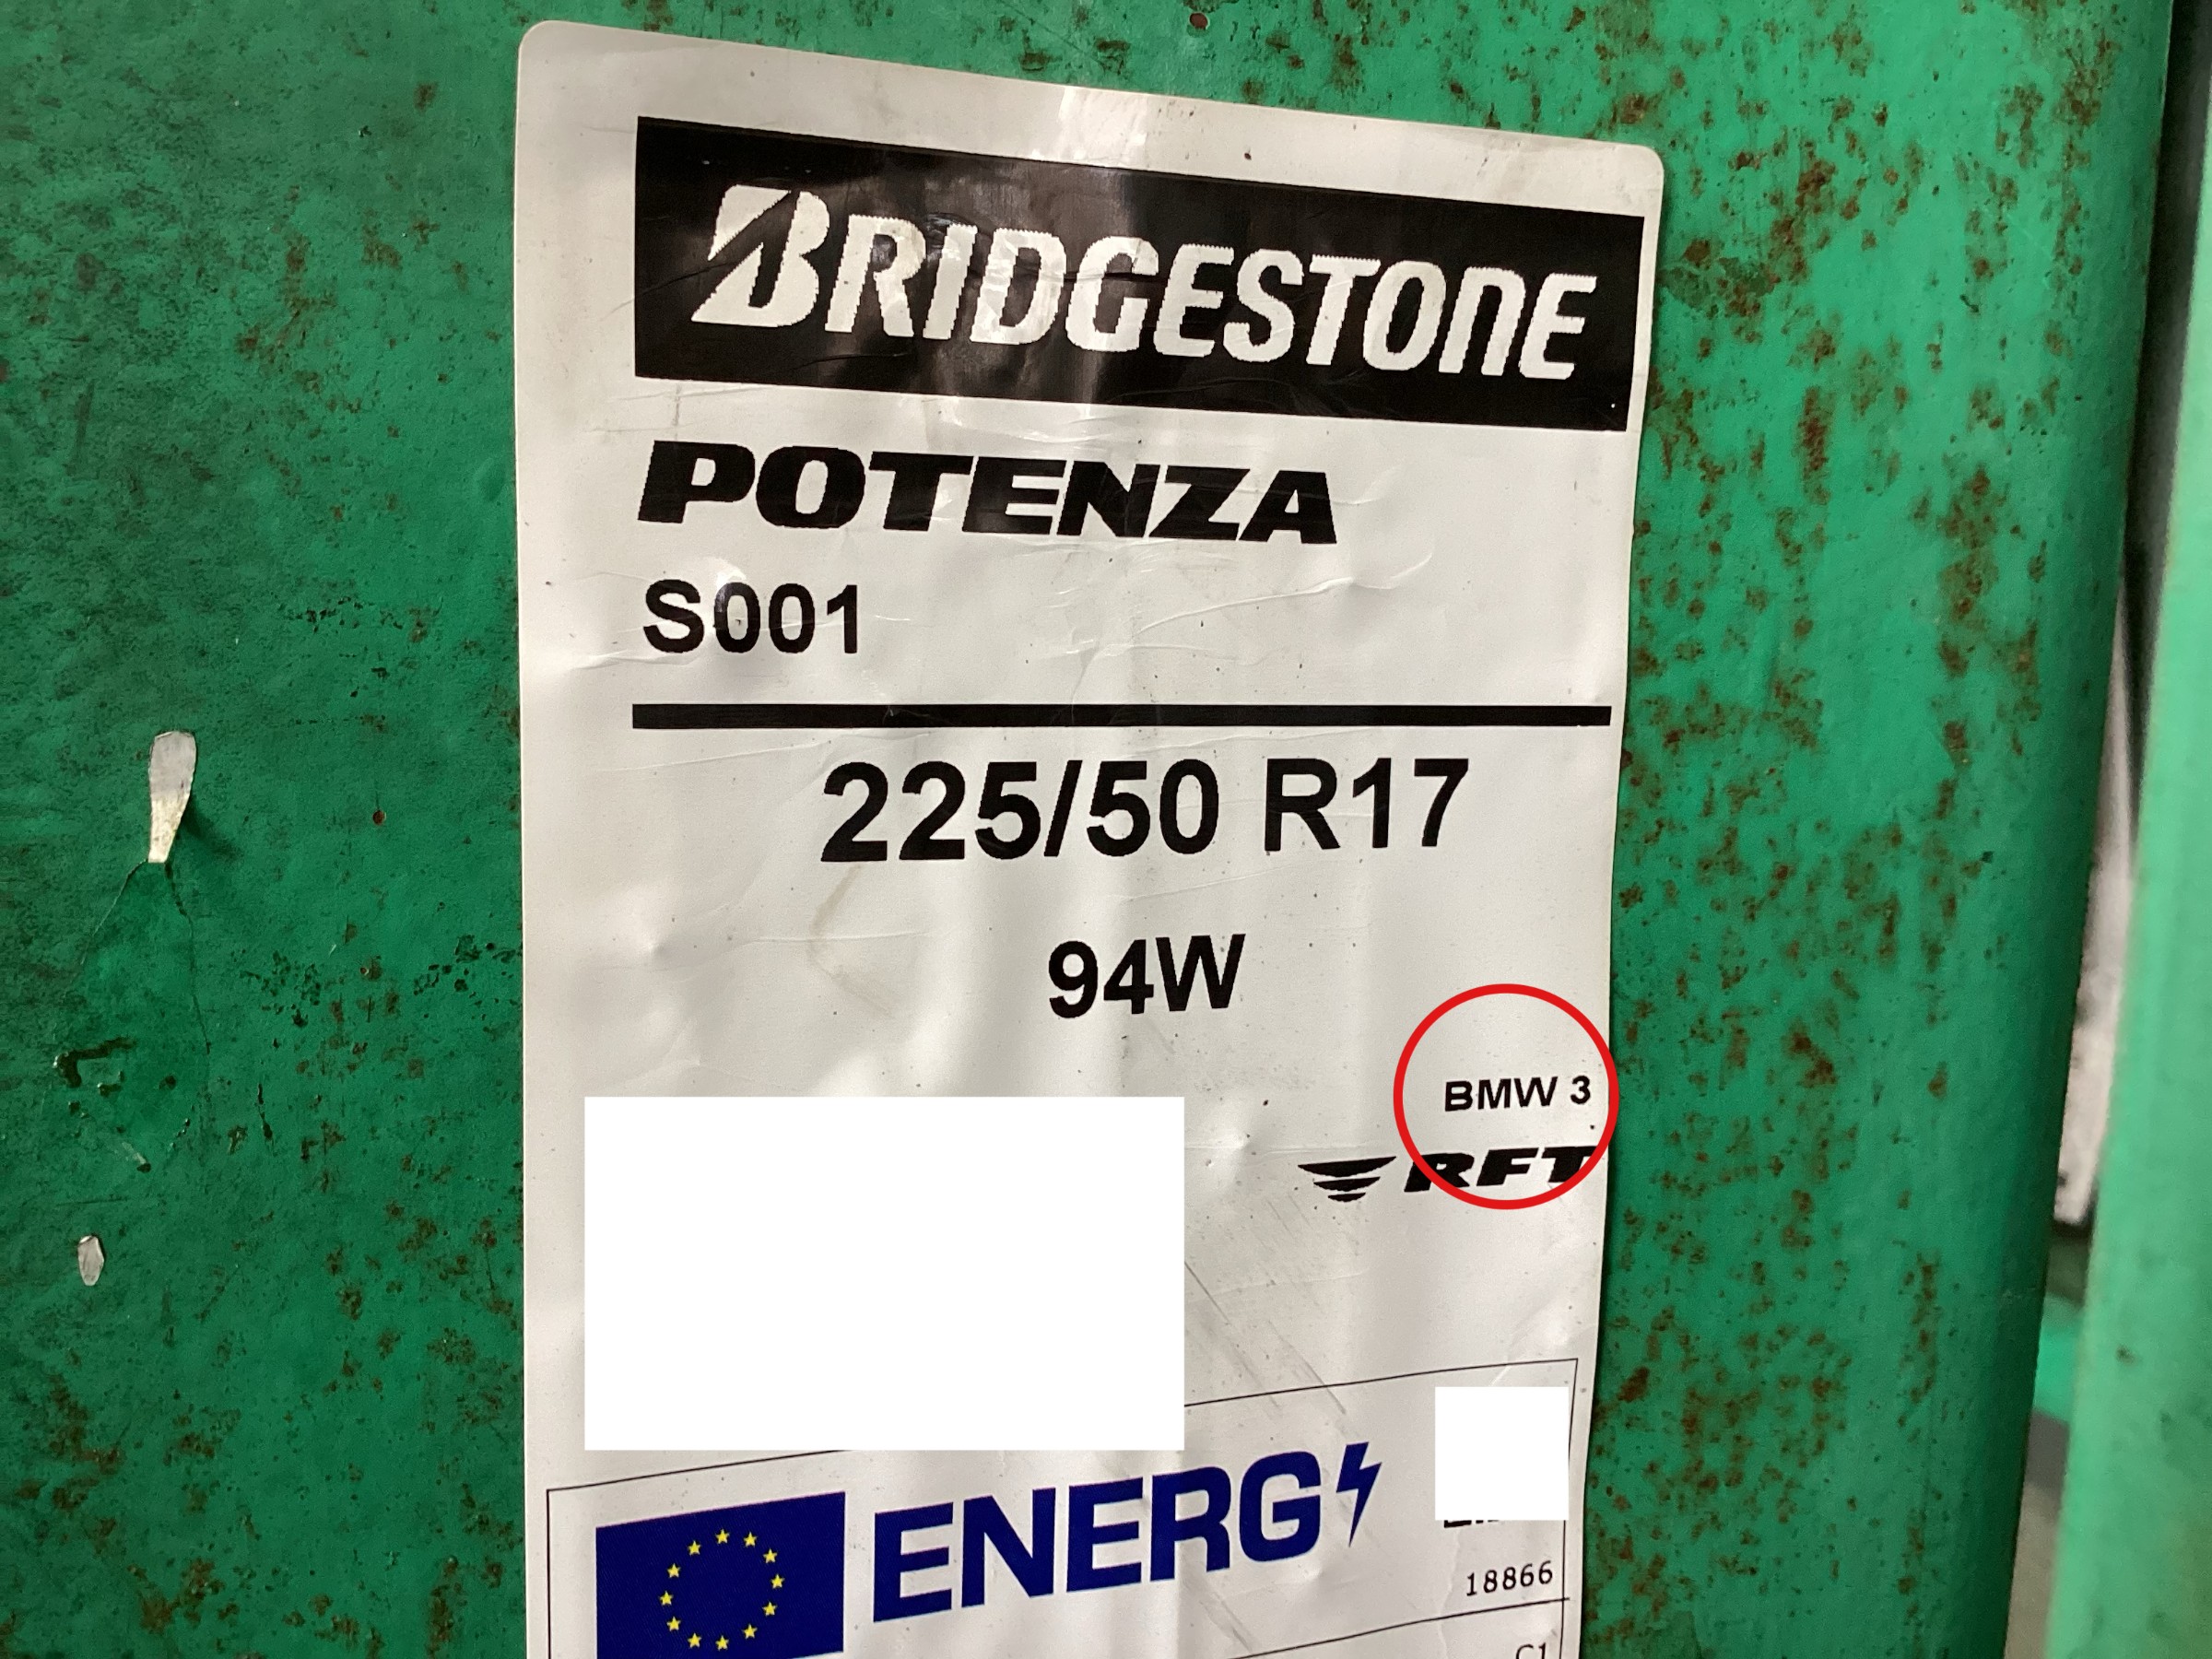 BRIDGESTONE
POTENZA
S001
225/50 R17
94W
BMW 3
RFT
ENERG
18866
C1